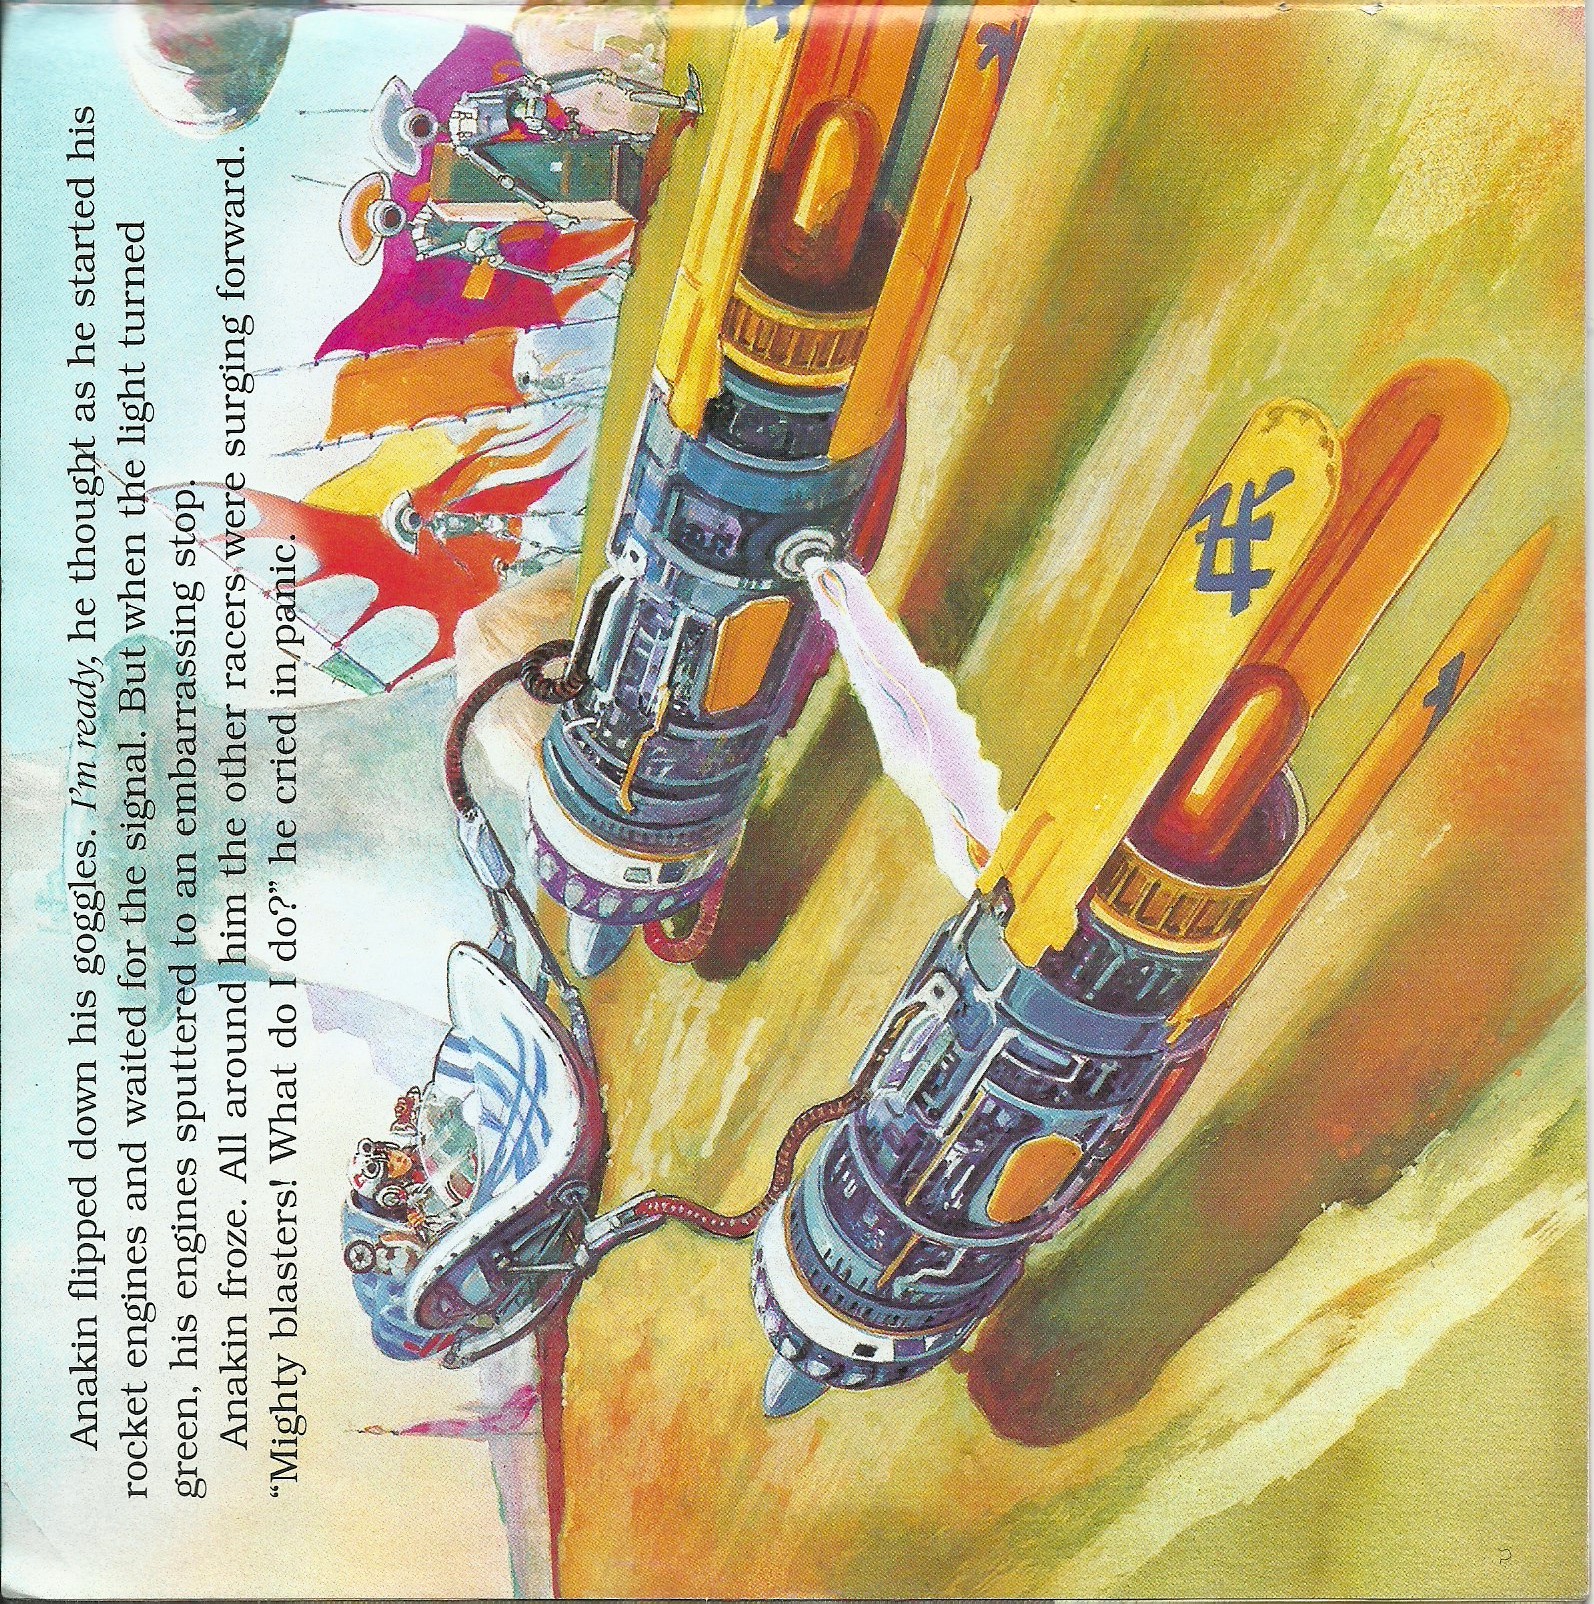 Anakin flipped down his goggles. I'm ready, he thought as he started his
rocket engines and waited for the signal. But when the light turned
green, his engines sputtered to an embarrassing stop.
Anakin froze. All around him the other racers were surging forward.
“Mighty blasters! What do I do?” he cried in panic.